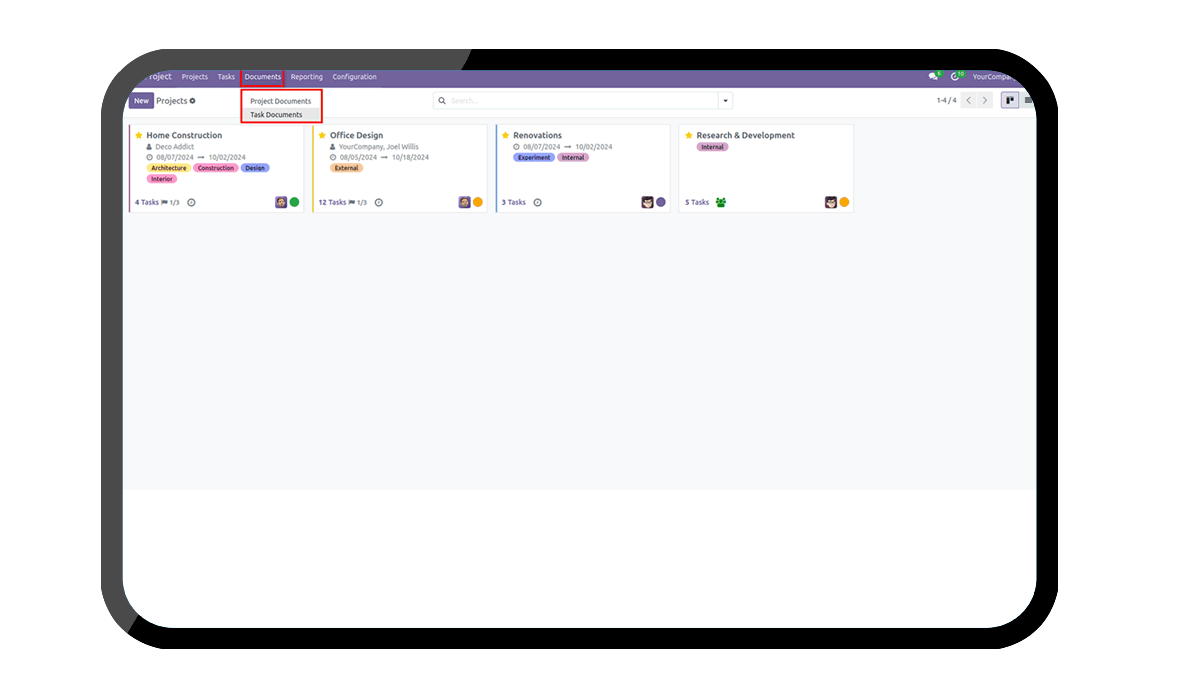 roject Projects Tasks Documents Reporting Configuration 6 10 YourCompany
New Projects Search... 1-4 / 4
Project Documents
Task Documents
Home Construction
Deco Addict
08/07/2024 → 10/02/2024
Architecture Construction Design
Interior
4 Tasks 1/3
Office Design
YourCompany, Joel Willis
08/05/2024 → 10/18/2024
External
12 Tasks 1/3
Renovations
08/07/2024 → 10/02/2024
Experiment Internal
3 Tasks
Research & Development
Internal
5 Tasks